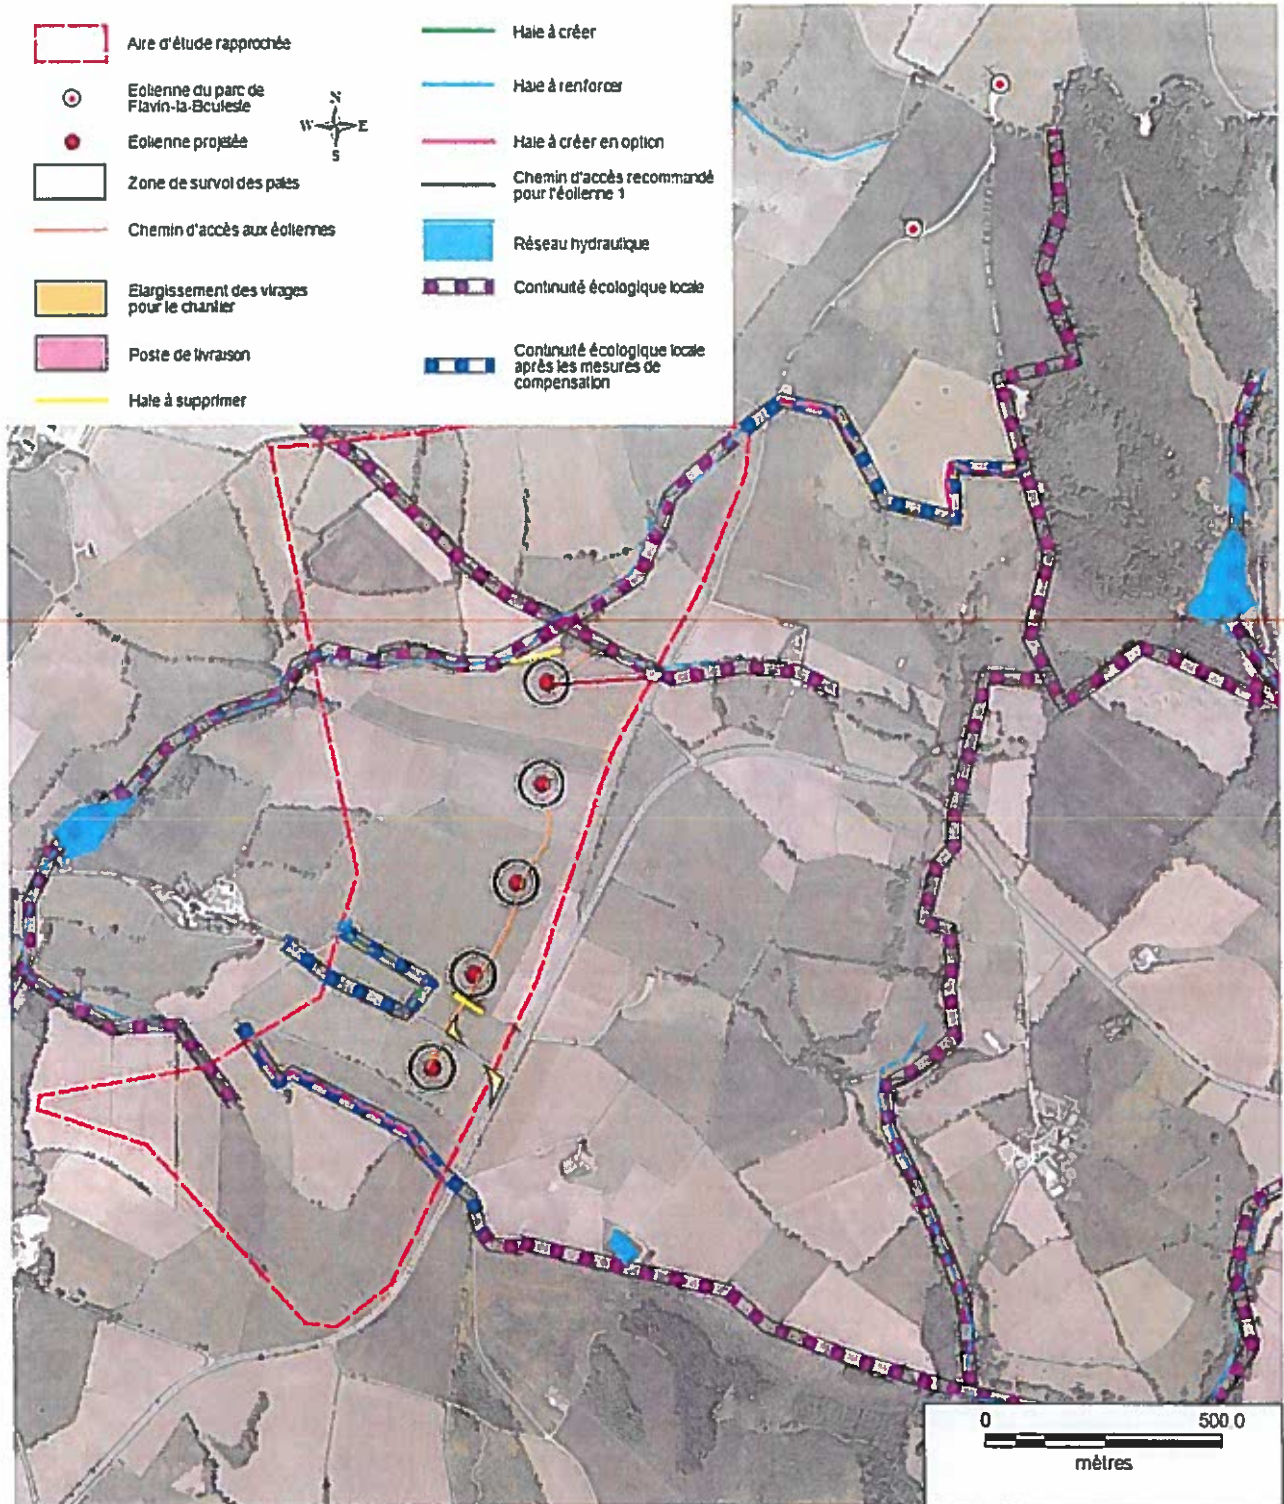 Aire d'étude rapprochée
Eolienne du parc de
Flavin-la-Bouleste
Eolienne projetée
Zone de survol des pales
Chemin d'accès aux éoliennes
Elargissement des virages
pour le chantier
Poste de livraison
Haie à supprimer
N
W
E
S
Haie à créer
Haie à renforcer
Haie à créer en option
Chemin d'accès recommandé
pour l'éolienne 1
Réseau hydraulique
Continuité écologique locale
Continuité écologique locale
après les mesures de
compensation
0
500.0
mètres